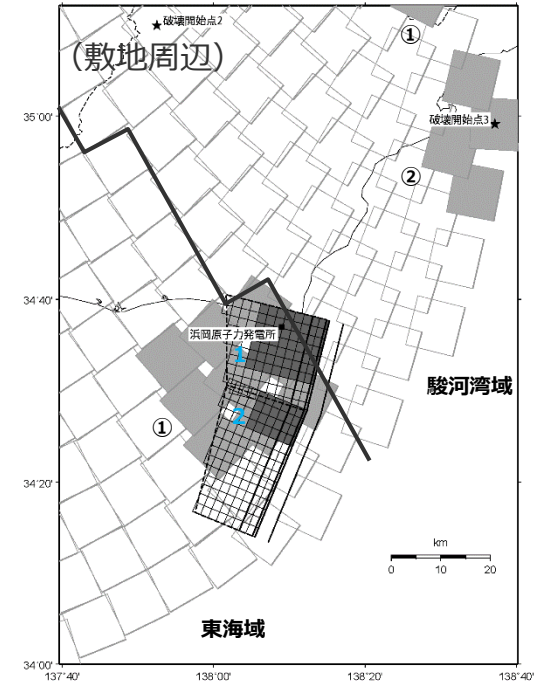 ★破壊開始点2
(敷地周辺)
①
35°00'
破壊開始点3★
②
34°40'
浜岡原子力発電所
1
駿河湾域
2
①
34°20'
km
0 10 20
東海域
34°00'
137°40' 138°00' 138°20' 138°40'